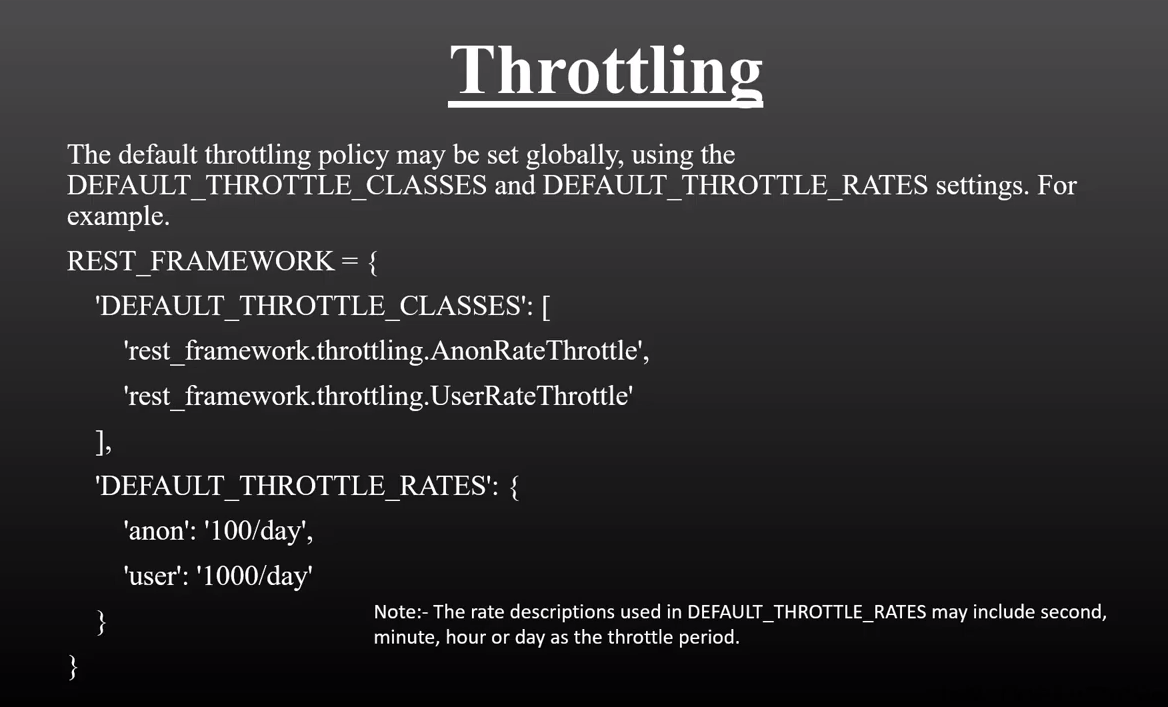 Throttling
The default throttling policy may be set globally, using the
DEFAULT_THROTTLE_CLASSES and DEFAULT_THROTTLE_RATES settings. For
example.
REST_FRAMEWORK = {
'DEFAULT_THROTTLE_CLASSES': [
'rest_framework.throttling.AnonRateThrottle',
'rest_framework.throttling.UserRateThrottle'
],
'DEFAULT_THROTTLE_RATES': {
'anon': '100/day',
'user': '1000/day'
}
Note:- The rate descriptions used in DEFAULT_THROTTLE_RATES may include second,
minute, hour or day as the throttle period.
}